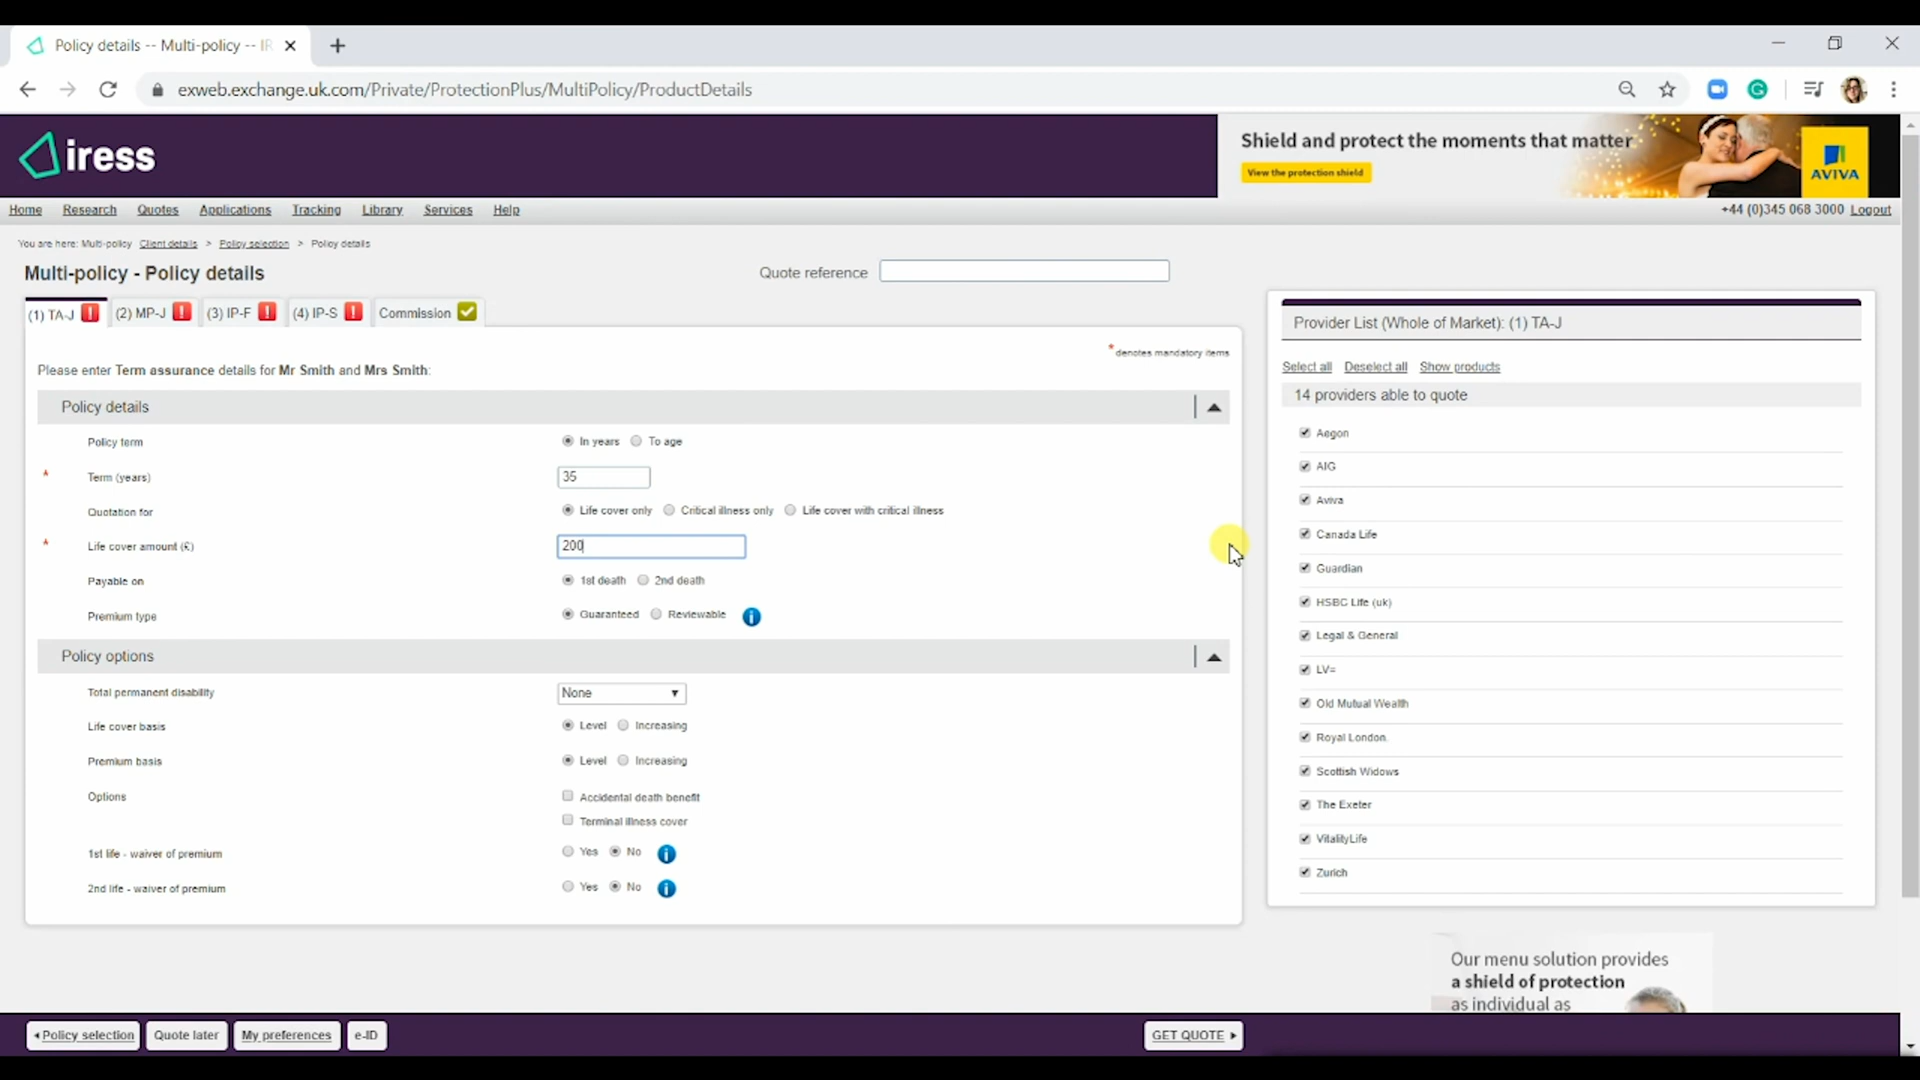 Policy details -- Multi-policy -- IR
exweb.exchange.uk.com/Private/ProtectionPlus/MultiPolicy/ProductDetails
iress
Shield and protect the moments that matter
View the protection shield
AVIVA
Home Research Quotes Applications Tracking Library Services Help
+44 (0)345 068 3000 Logout
You are here: Multi-policy Client details > Policy selection > Policy details
Multi-policy - Policy details
Quote reference
(1) TA-J ! (2) MP-J ! (3) IP-F ! (4) IP-S ! Commission
* denotes mandatory items
Please enter Term assurance details for Mr Smith and Mrs Smith:
Policy details
Policy term In years To age
* Term (years) 35
Quotation for Life cover only Critical illness only Life cover with critical illness
* Life cover amount (£) 200
Payable on 1st death 2nd death
Premium type Guaranteed Reviewable i
Policy options
Total permanent disability None
Life cover basis Level Increasing
Premium basis Level Increasing
Options Accidental death benefit
Terminal illness cover
1st life - waiver of premium Yes No i
2nd life - waiver of premium Yes No i
Provider List (Whole of Market): (1) TA-J
Select all Deselect all Show products
14 providers able to quote
Aegon
AIG
Aviva
Canada Life
Guardian
HSBC Life (uk)
Legal & General
LV=
Old Mutual Wealth
Royal London.
Scottish Widows
The Exeter
VitalityLife
Zurich
Our menu solution provides
a shield of protection
as individual as
Policy selection Quote later My preferences e-ID GET QUOTE